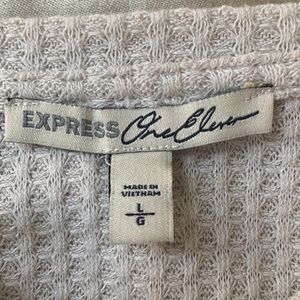 EXPRESS One Eleven
MADE IN
VIETNAM
L
G